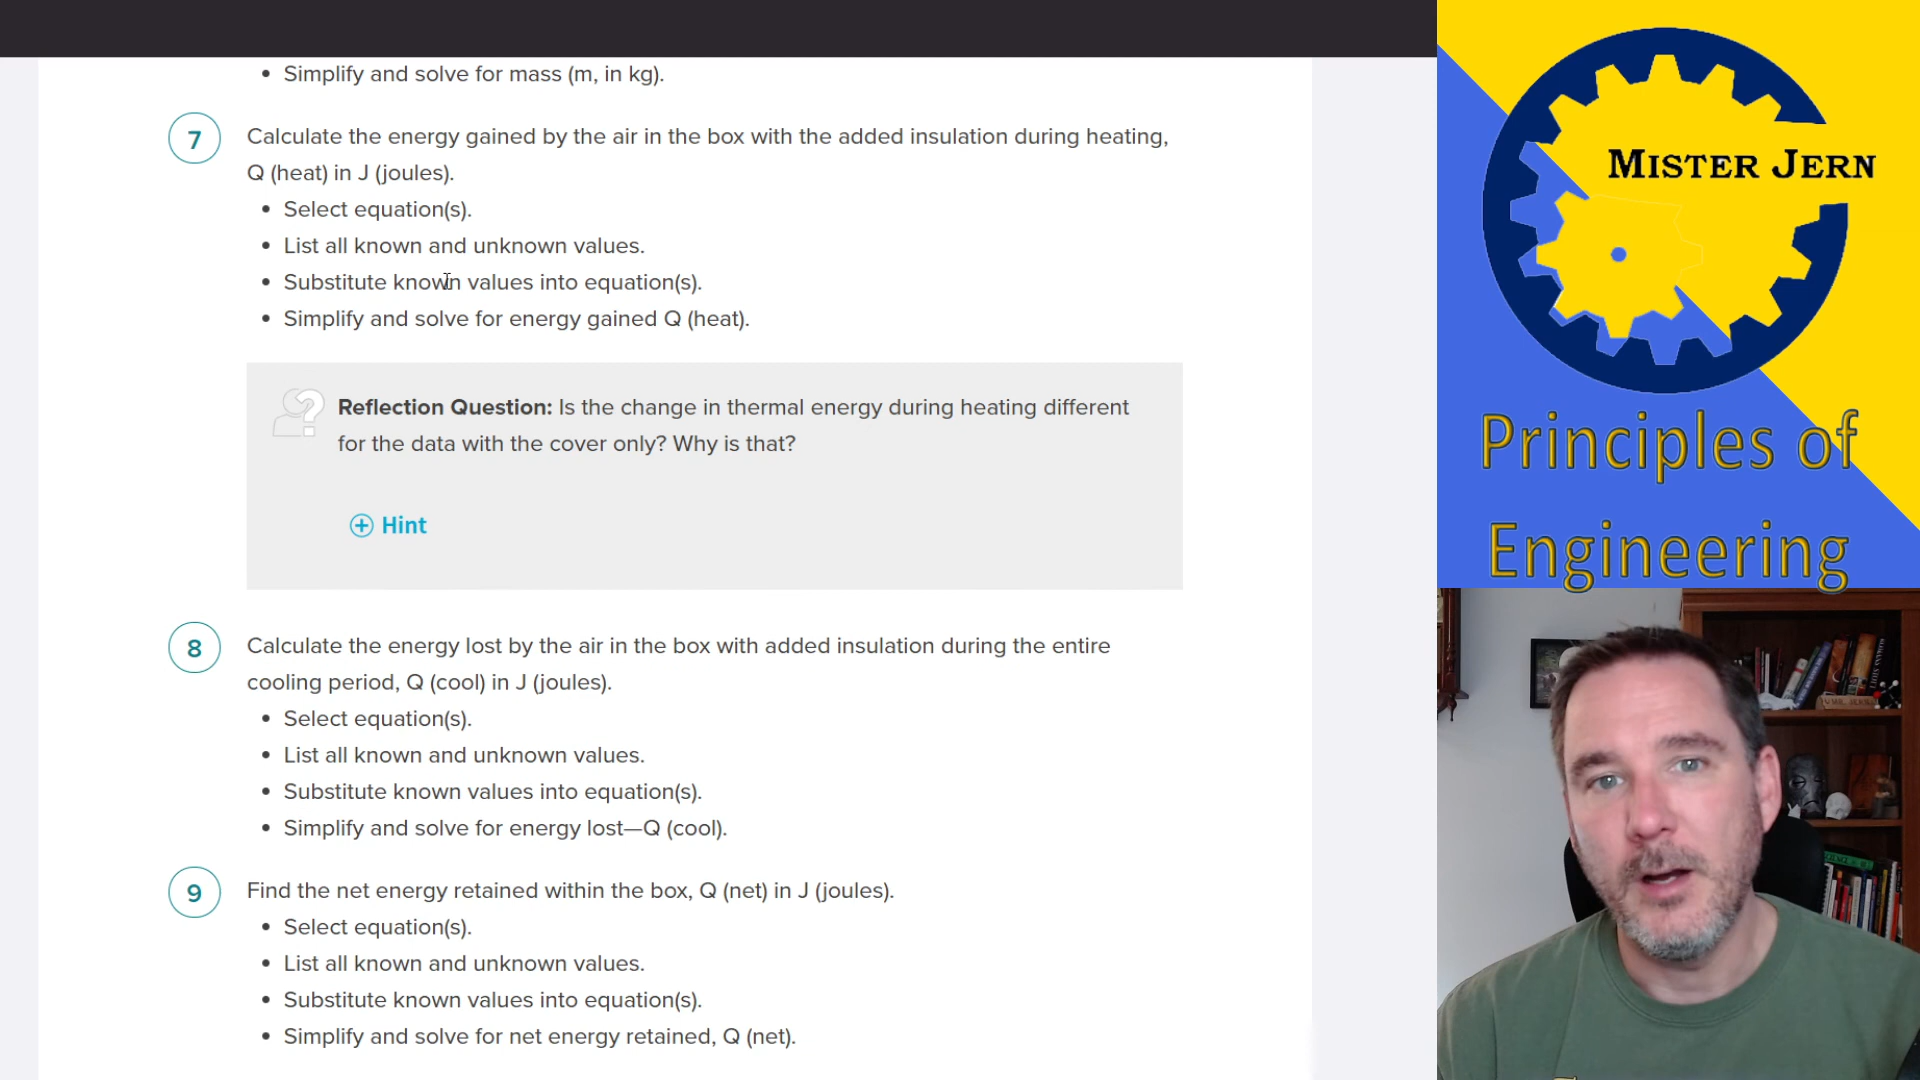 • Simplify and solve for mass (m, in kg).
7
Calculate the energy gained by the air in the box with the added insulation during heating,
Q (heat) in J (joules).
• Select equation(s).
• List all known and unknown values.
• Substitute known values into equation(s).
• Simplify and solve for energy gained Q (heat).
Reflection Question: Is the change in thermal energy during heating different
for the data with the cover only? Why is that?
Hint
8
Calculate the energy lost by the air in the box with added insulation during the entire
cooling period, Q (cool) in J (joules).
• Select equation(s).
• List all known and unknown values.
• Substitute known values into equation(s).
• Simplify and solve for energy lost—Q (cool).
9
Find the net energy retained within the box, Q (net) in J (joules).
• Select equation(s).
• List all known and unknown values.
• Substitute known values into equation(s).
• Simplify and solve for net energy retained, Q (net).
Mister Jern
Principles of
Engineering